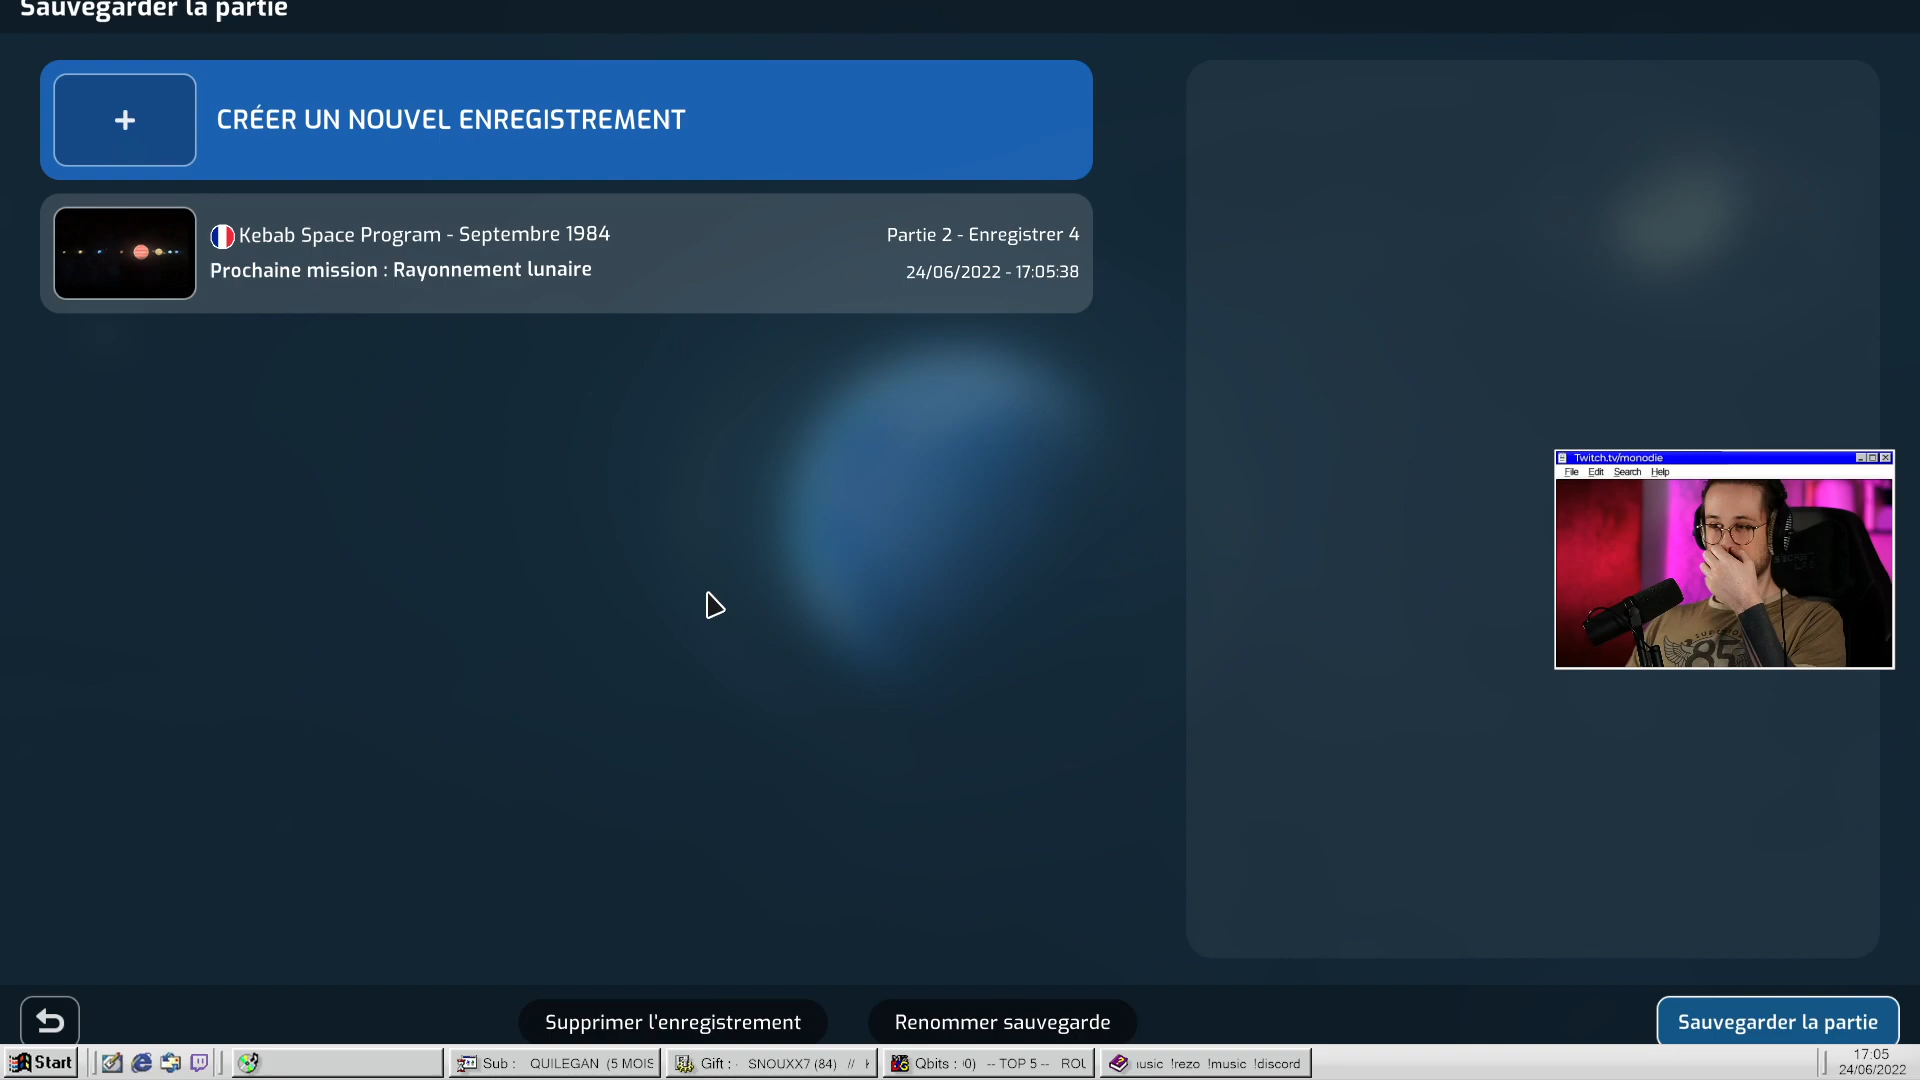 Sauvegarder la partie
+ CRÉER UN NOUVEL ENREGISTREMENT
Kebab Space Program - Septembre 1984
Partie 2 - Enregistrer 4
Prochaine mission : Rayonnement lunaire
24/06/2022 - 17:05:38
Twitch.tv/monodie
File Edit Search Help
85
Supprimer l'enregistrement
Renommer sauvegarde
Sauvegarder la partie
Start
Sub : QUILEGAN (5 MOIS
Gift : SNOUXX7 (84) //
Qbits : 0) -- TOP 5 -- ROU
usic !rezo !music !discord
17:05
24/06/2022